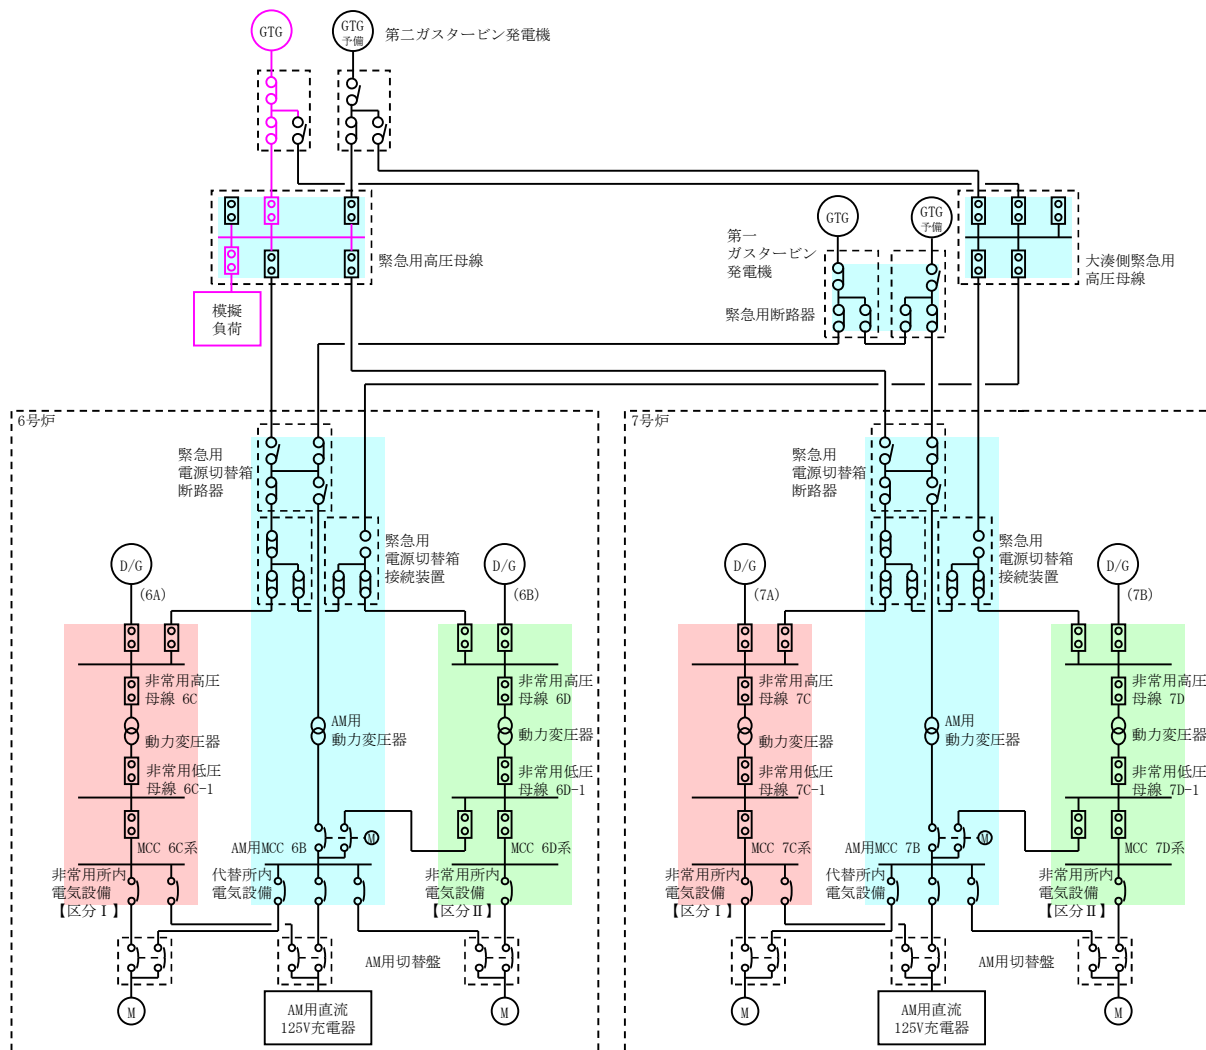 GTG
GTG
予備
第二ガスタービン発電機
緊急用高圧母線
模擬
負荷
GTG
GTG
予備
第一
ガスタービン
発電機
緊急用断路器
大湊側緊急用
高圧母線
6号炉
緊急用
電源切替箱
断路器
緊急用
電源切替箱
接続装置
D/G
(6A)
D/G
(6B)
非常用高圧
母線 6C
動力変圧器
非常用低圧
母線 6C-1
MCC 6C系
非常用所内
電気設備
【区分Ⅰ】
AM用
動力変圧器
AM用MCC 6B
M
代替所内
電気設備
非常用高圧
母線 6D
動力変圧器
非常用低圧
母線 6D-1
MCC 6D系
非常用所内
電気設備
【区分Ⅱ】
AM用切替盤
M
AM用直流
125V充電器
M
7号炉
緊急用
電源切替箱
断路器
緊急用
電源切替箱
接続装置
D/G
(7A)
D/G
(7B)
非常用高圧
母線 7C
動力変圧器
非常用低圧
母線 7C-1
MCC 7C系
非常用所内
電気設備
【区分Ⅰ】
AM用
動力変圧器
AM用MCC 7B
M
代替所内
電気設備
非常用高圧
母線 7D
動力変圧器
非常用低圧
母線 7D-1
MCC 7D系
非常用所内
電気設備
【区分Ⅱ】
AM用切替盤
M
AM用直流
125V充電器
M